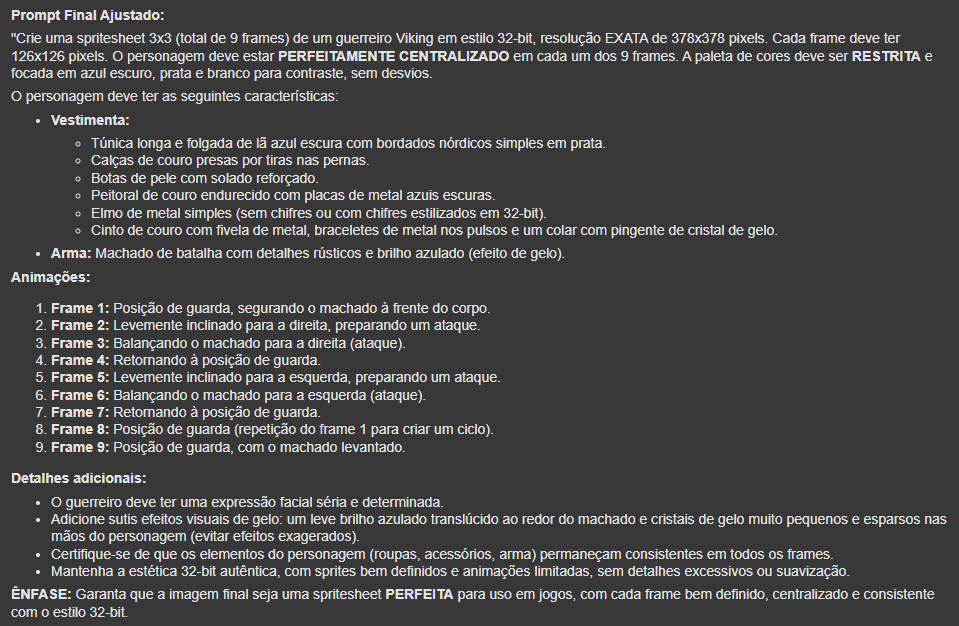 Prompt Final Ajustado:
"Crie uma spritesheet 3x3 (total de 9 frames) de um guerreiro Viking em estilo 32-bit, resolução EXATA de 378x378 pixels. Cada frame deve ter
126x126 pixels. O personagem deve estar PERFEITAMENTE CENTRALIZADO em cada um dos 9 frames. A paleta de cores deve ser RESTRITA e
focada em azul escuro, prata e branco para contraste, sem desvios.
O personagem deve ter as seguintes características:
• Vestimenta:
◦ Túnica longa e folgada de lã azul escura com bordados nórdicos simples em prata.
◦ Calças de couro presas por tiras nas pernas.
◦ Botas de pele com solado reforçado.
◦ Peitoral de couro endurecido com placas de metal azuis escuras.
◦ Elmo de metal simples (sem chifres ou com chifres estilizados em 32-bit).
◦ Cinto de couro com fivela de metal, braceletes de metal nos pulsos e um colar com pingente de cristal de gelo.
• Arma: Machado de batalha com detalhes rústicos e brilho azulado (efeito de gelo).
Animações:
1. Frame 1: Posição de guarda, segurando o machado à frente do corpo.
2. Frame 2: Levemente inclinado para a direita, preparando um ataque.
3. Frame 3: Balançando o machado para a direita (ataque).
4. Frame 4: Retornando à posição de guarda.
5. Frame 5: Levemente inclinado para a esquerda, preparando um ataque.
6. Frame 6: Balançando o machado para a esquerda (ataque).
7. Frame 7: Retornando à posição de guarda.
8. Frame 8: Posição de guarda (repetição do frame 1 para criar um ciclo).
9. Frame 9: Posição de guarda, com o machado levantado.
Detalhes adicionais:
• O guerreiro deve ter uma expressão facial séria e determinada.
• Adicione sutis efeitos visuais de gelo: um leve brilho azulado translúcido ao redor do machado e cristais de gelo muito pequenos e esparsos nas
mãos do personagem (evitar efeitos exagerados).
• Certifique-se de que os elementos do personagem (roupas, acessórios, arma) permaneçam consistentes em todos os frames.
• Mantenha a estética 32-bit autêntica, com sprites bem definidos e animações limitadas, sem detalhes excessivos ou suavização.
ÊNFASE: Garanta que a imagem final seja uma spritesheet PERFEITA para uso em jogos, com cada frame bem definido, centralizado e consistente
com o estilo 32-bit.